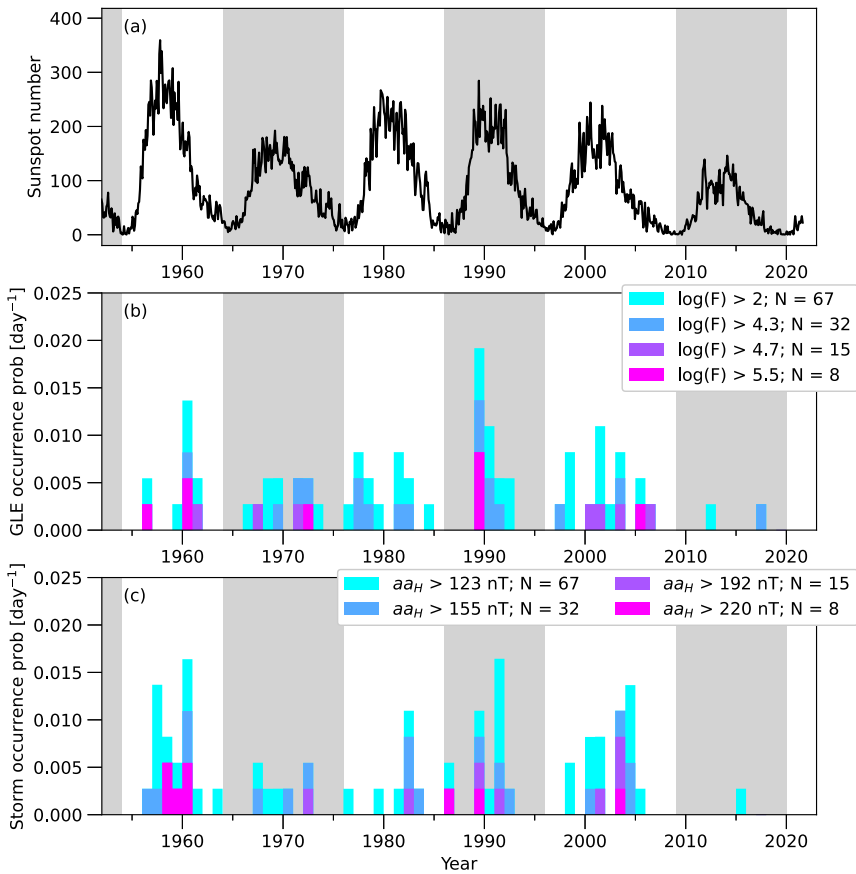 (a)
Sunspot number
400
300
200
100
0
1960 1970 1980 1990 2000 2010 2020
(b)
GLE occurrence prob [day⁻¹]
0.025
0.020
0.015
0.010
0.005
0.000
log(F) > 2; N = 67
log(F) > 4.3; N = 32
log(F) > 4.7; N = 15
log(F) > 5.5; N = 8
1960 1970 1980 1990 2000 2010 2020
(c)
Storm occurrence prob [day⁻¹]
0.025
0.020
0.015
0.010
0.005
0.000
aa_H > 123 nT; N = 67
aa_H > 155 nT; N = 32
aa_H > 192 nT; N = 15
aa_H > 220 nT; N = 8
1960 1970 1980 1990 2000 2010 2020
Year